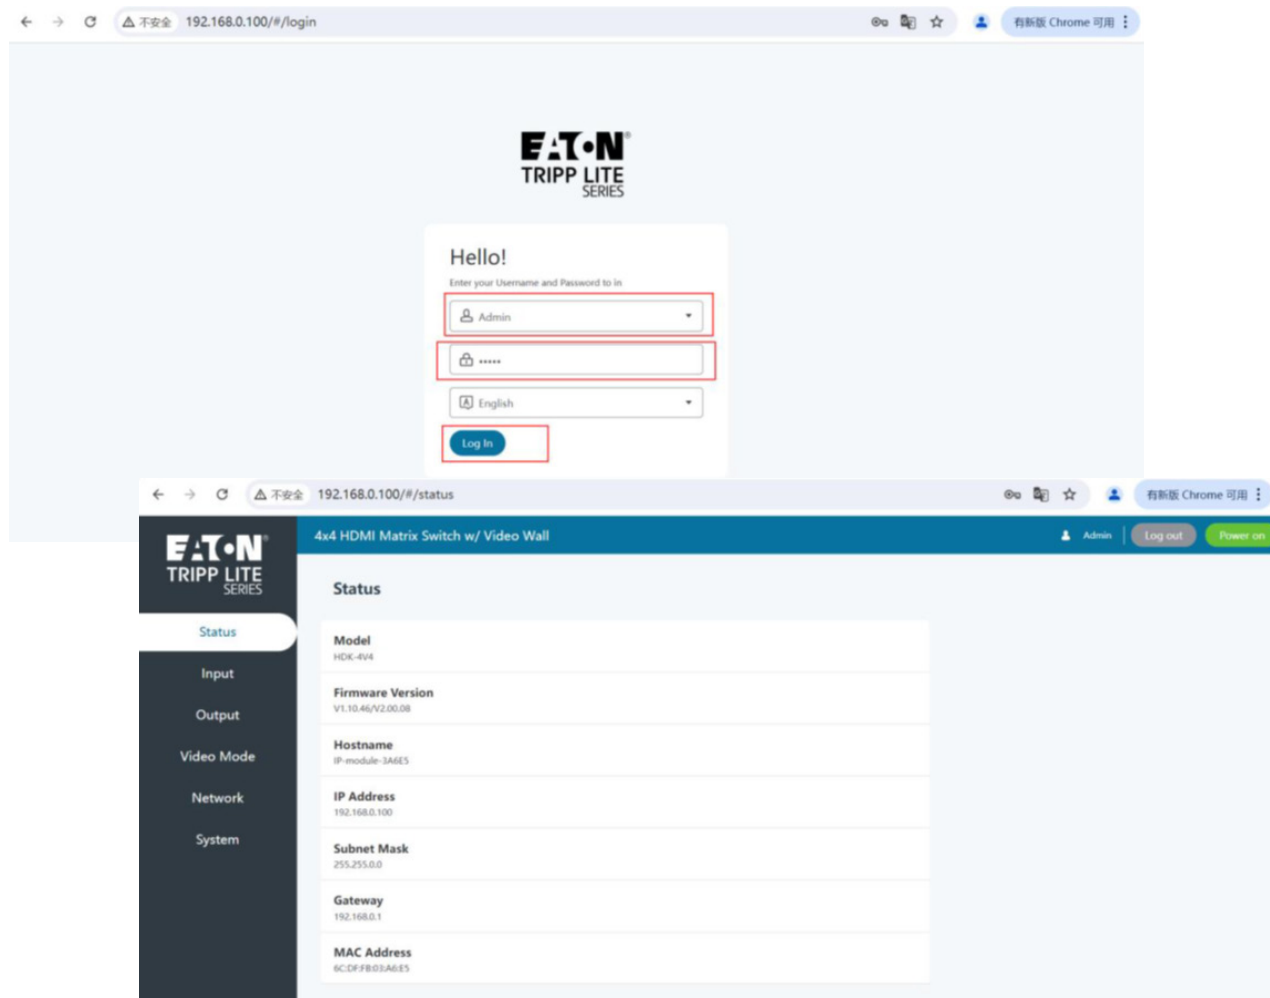 不安全 192.168.0.100/#/login 有新版 Chrome 可用
EATON®
TRIPP LITE
SERIES
Hello!
Enter your Username and Password to in
Admin
•••••
English
Log In
不安全 192.168.0.100/#/status 有新版 Chrome 可用
EATON®
TRIPP LITE
SERIES
4x4 HDMI Matrix Switch w/ Video Wall Admin Log out Power on
Status
Input
Output
Video Mode
Network
System
Status
Model
HDK-4V4
Firmware Version
V1.10.46/V2.00.08
Hostname
IP-module-3A6E5
IP Address
192.168.0.100
Subnet Mask
255.255.0.0
Gateway
192.168.0.1
MAC Address
6C:DF:FB:03:A6:E5